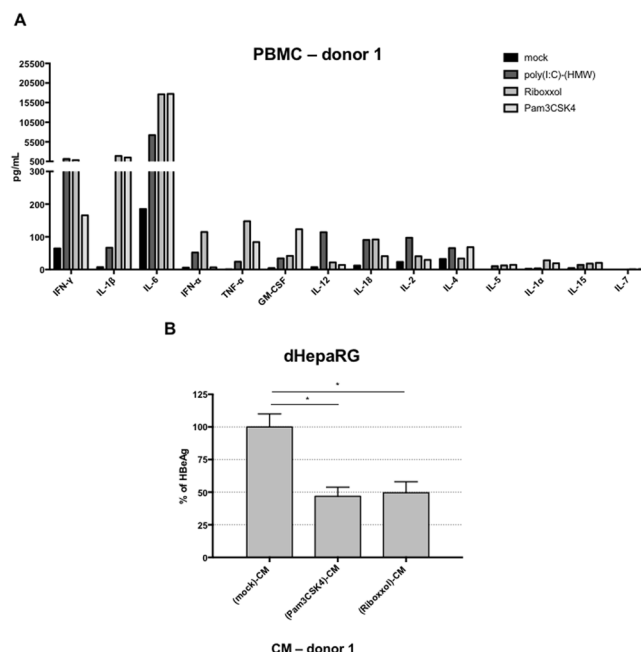 A
PBMC – donor 1
mock
poly(I:C)-(HMW)
Riboxxol
Pam3CSK4
25500
20500
15500
10500
5500
500
300
200
100
0
pg/mL
IFN-γ
IL-1β
IL-6
IFN-α
TNF-α
GM-CSF
IL-12
IL-18
IL-2
IL-4
IL-5
IL-1α
IL-15
IL-7
B
dHepaRG
125
100
75
50
25
0
% of HBeAg
*
*
(mock)-CM
(Pam3CSK4)-CM
(Riboxxol)-CM
CM – donor 1